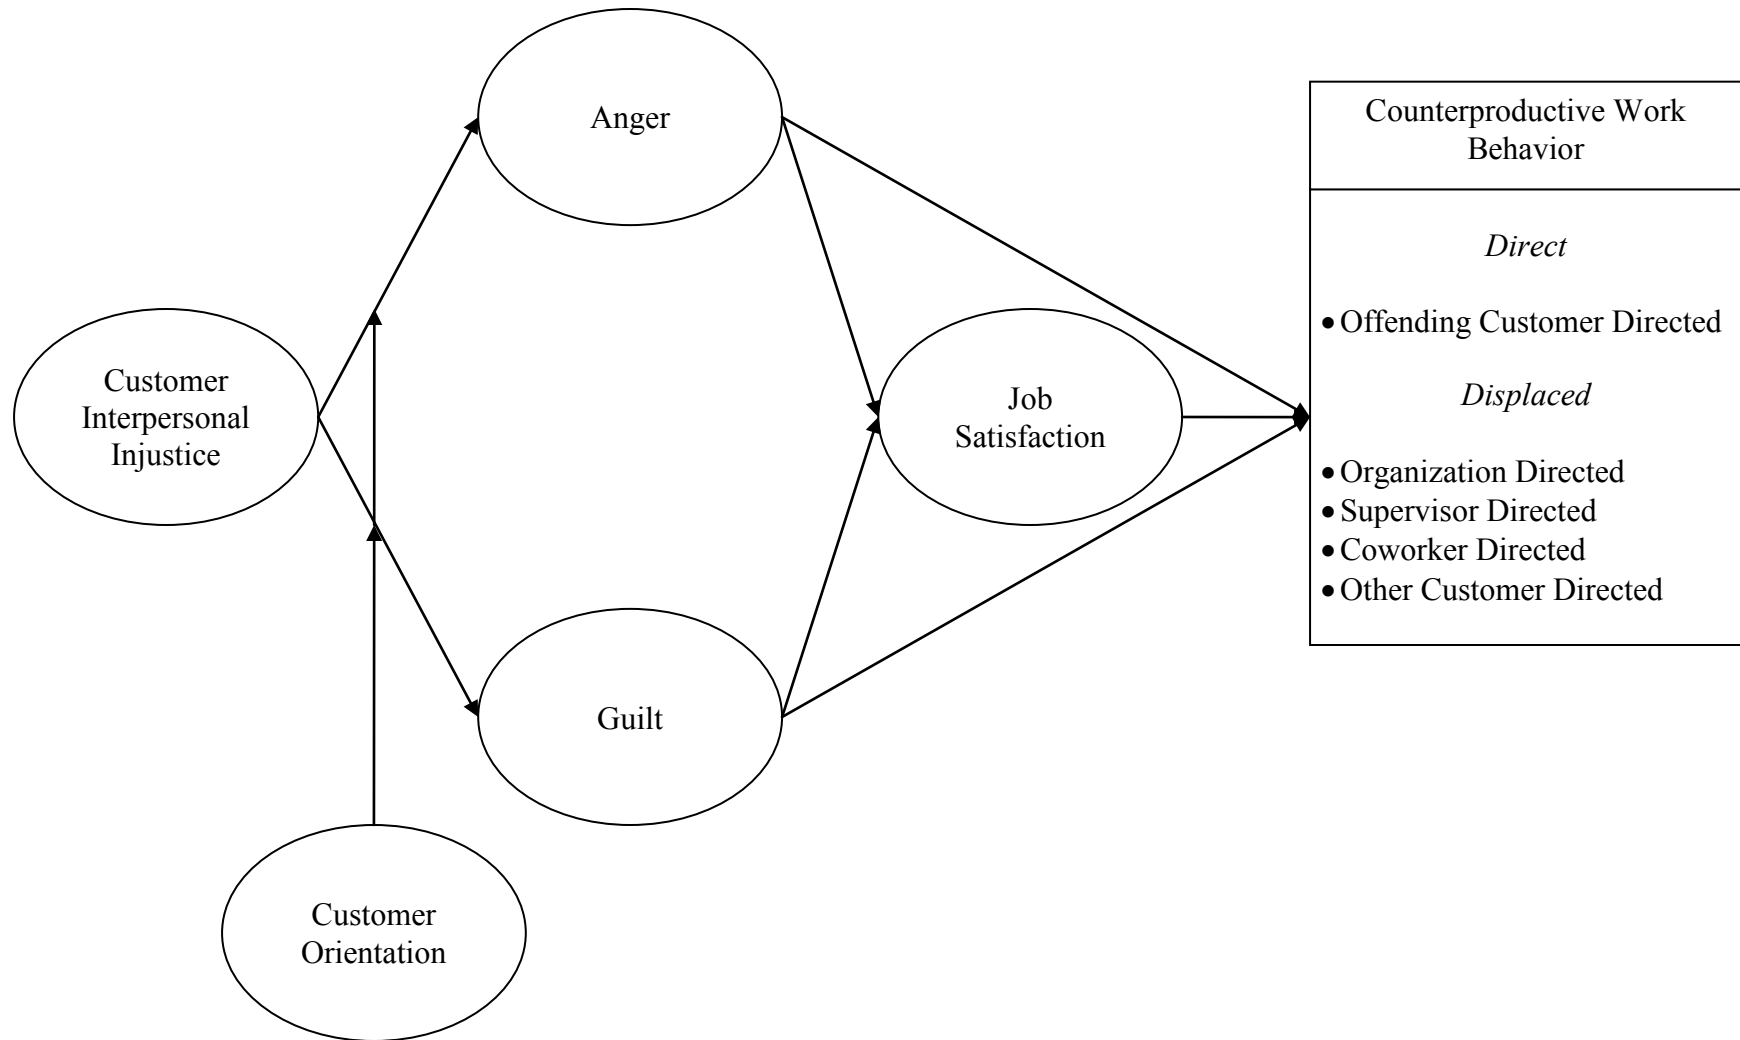 Anger
Counterproductive Work
Behavior
Direct
• Offending Customer Directed
Customer
Interpersonal
Injustice
Job
Satisfaction
Displaced
• Organization Directed
• Supervisor Directed
• Coworker Directed
• Other Customer Directed
Guilt
Customer
Orientation